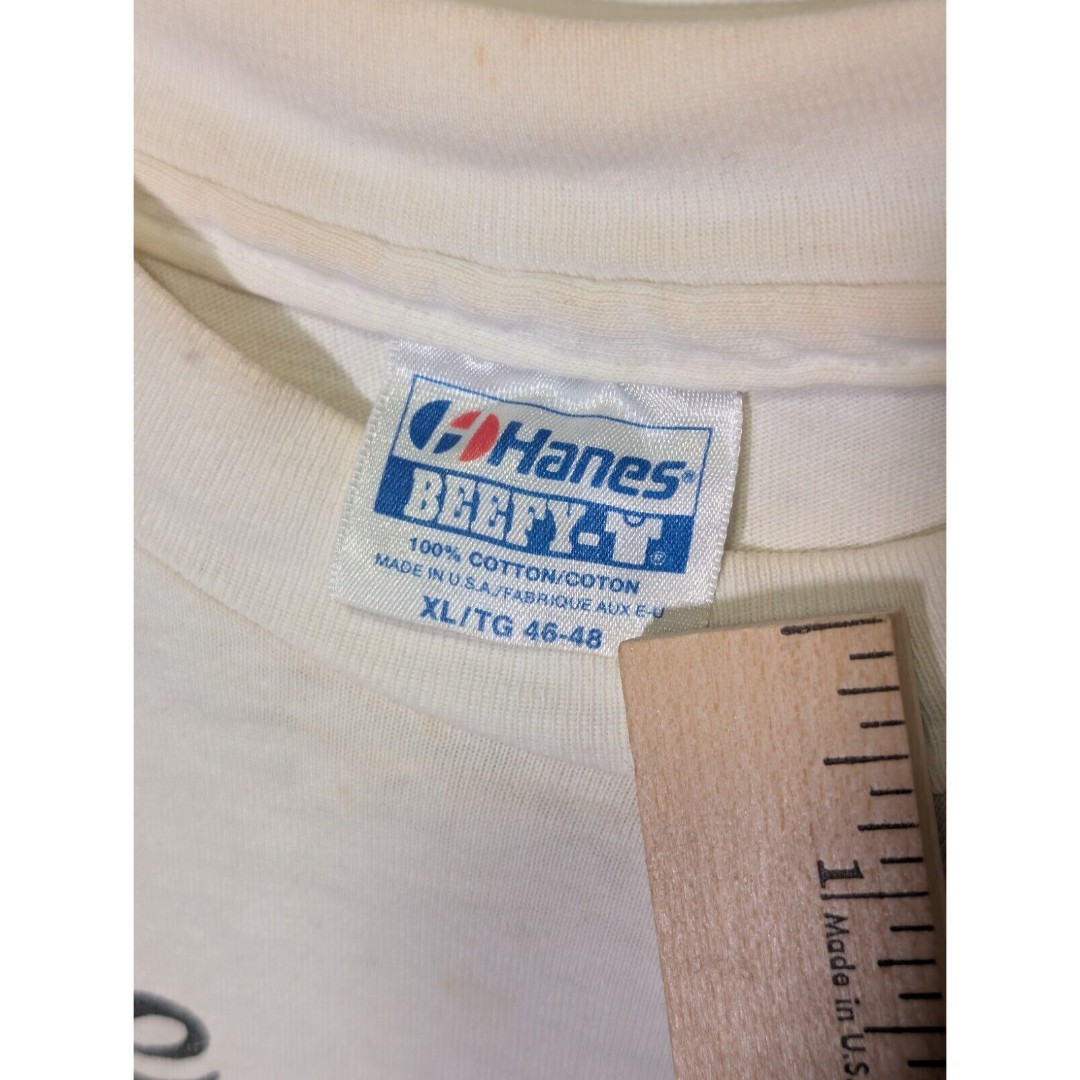 Hanes®
BEEFY-T®
100% COTTON/COTON
MADE IN U.S.A./FABRIQUE AUX E-U
XL/TG 46-48
1
Made in U.S